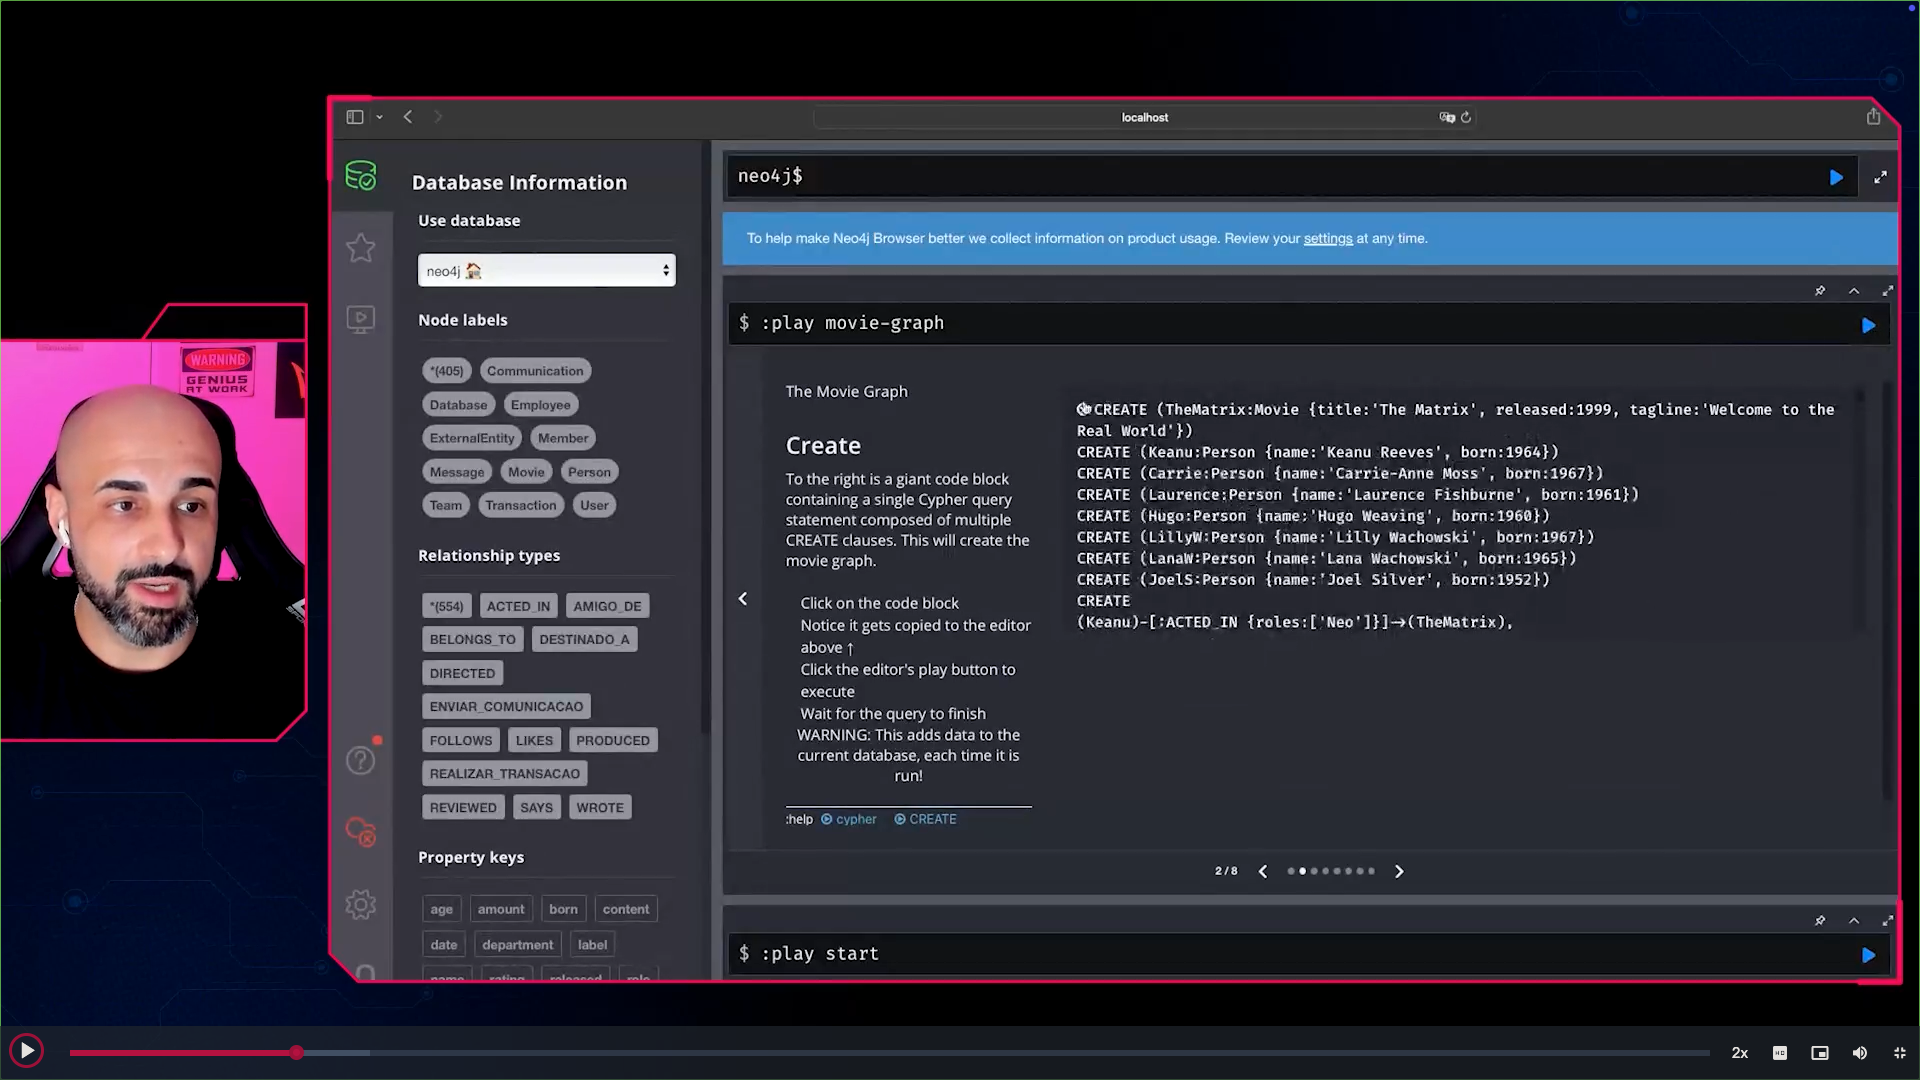 localhost
WARNING
GENIUS
AT WORK
Database Information
Use database
neo4j 🏠
Node labels
*(405) Communication
Database Employee
ExternalEntity Member
Message Movie Person
Team Transaction User
Relationship types
*(554) ACTED_IN AMIGO_DE
BELONGS_TO DESTINADO_A
DIRECTED
ENVIAR_COMUNICACAO
FOLLOWS LIKES PRODUCED
REALIZAR_TRANSACAO
REVIEWED SAYS WROTE
Property keys
age amount born content
date department label
name rating released role
neo4j$
To help make Neo4j Browser better we collect information on product usage. Review your settings at any time.
$ :play movie-graph
The Movie Graph
Create
To the right is a giant code block
containing a single Cypher query
statement composed of multiple
CREATE clauses. This will create the
movie graph.
Click on the code block
Notice it gets copied to the editor
above ↑
Click the editor's play button to
execute
Wait for the query to finish
WARNING: This adds data to the
current database, each time it is
run!
:help cypher CREATE
CREATE (TheMatrix:Movie {title:'The Matrix', released:1999, tagline:'Welcome to the
Real World'})
CREATE (Keanu:Person {name:'Keanu Reeves', born:1964})
CREATE (Carrie:Person {name:'Carrie-Anne Moss', born:1967})
CREATE (Laurence:Person {name:'Laurence Fishburne', born:1961})
CREATE (Hugo:Person {name:'Hugo Weaving', born:1960})
CREATE (LillyW:Person {name:'Lilly Wachowski', born:1967})
CREATE (LanaW:Person {name:'Lana Wachowski', born:1965})
CREATE (JoelS:Person {name:'Joel Silver', born:1952})
CREATE
(Keanu)-[:ACTED_IN {roles:['Neo']}]->(TheMatrix),
2 / 8
$ :play start
2x